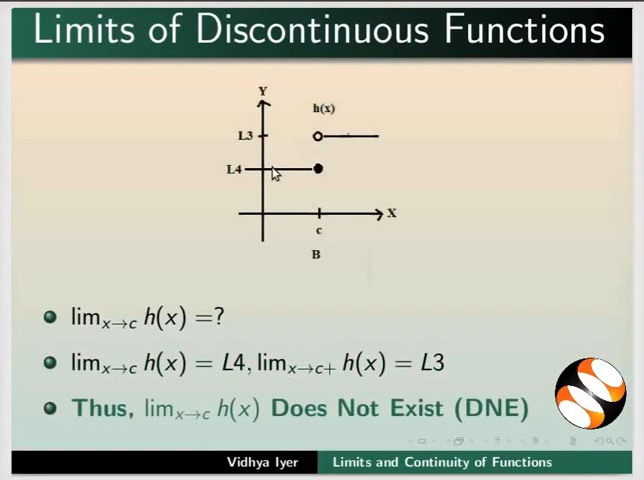 Limits of Discontinuous Functions
Y
h(x)
L3
L4
X
c
B
lim_{x→c} h(x) =?
lim_{x→c} h(x) = L4, lim_{x→c+} h(x) = L3
Thus, lim_{x→c} h(x) Does Not Exist (DNE)
Vidhya Iyer Limits and Continuity of Functions